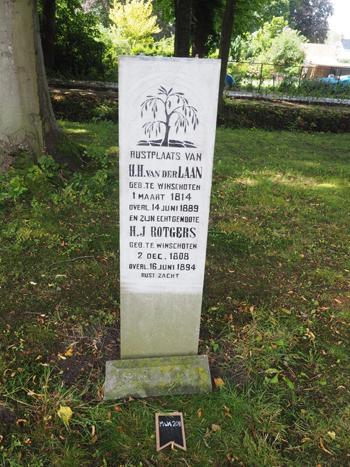 RUSTPLAATS VAN
H.H. VAN DER LAAN
GEB. TE WINSCHOTEN
1 MAART 1814
OVERL. 14 JUNI 1889
EN ZIJN ECHTGENOOTE
H.J ROTGERS
GEB. TE WINSCHOTE
2 DEC. 1808
OVERL. 16 JUNI 1894
RUST ZACHT